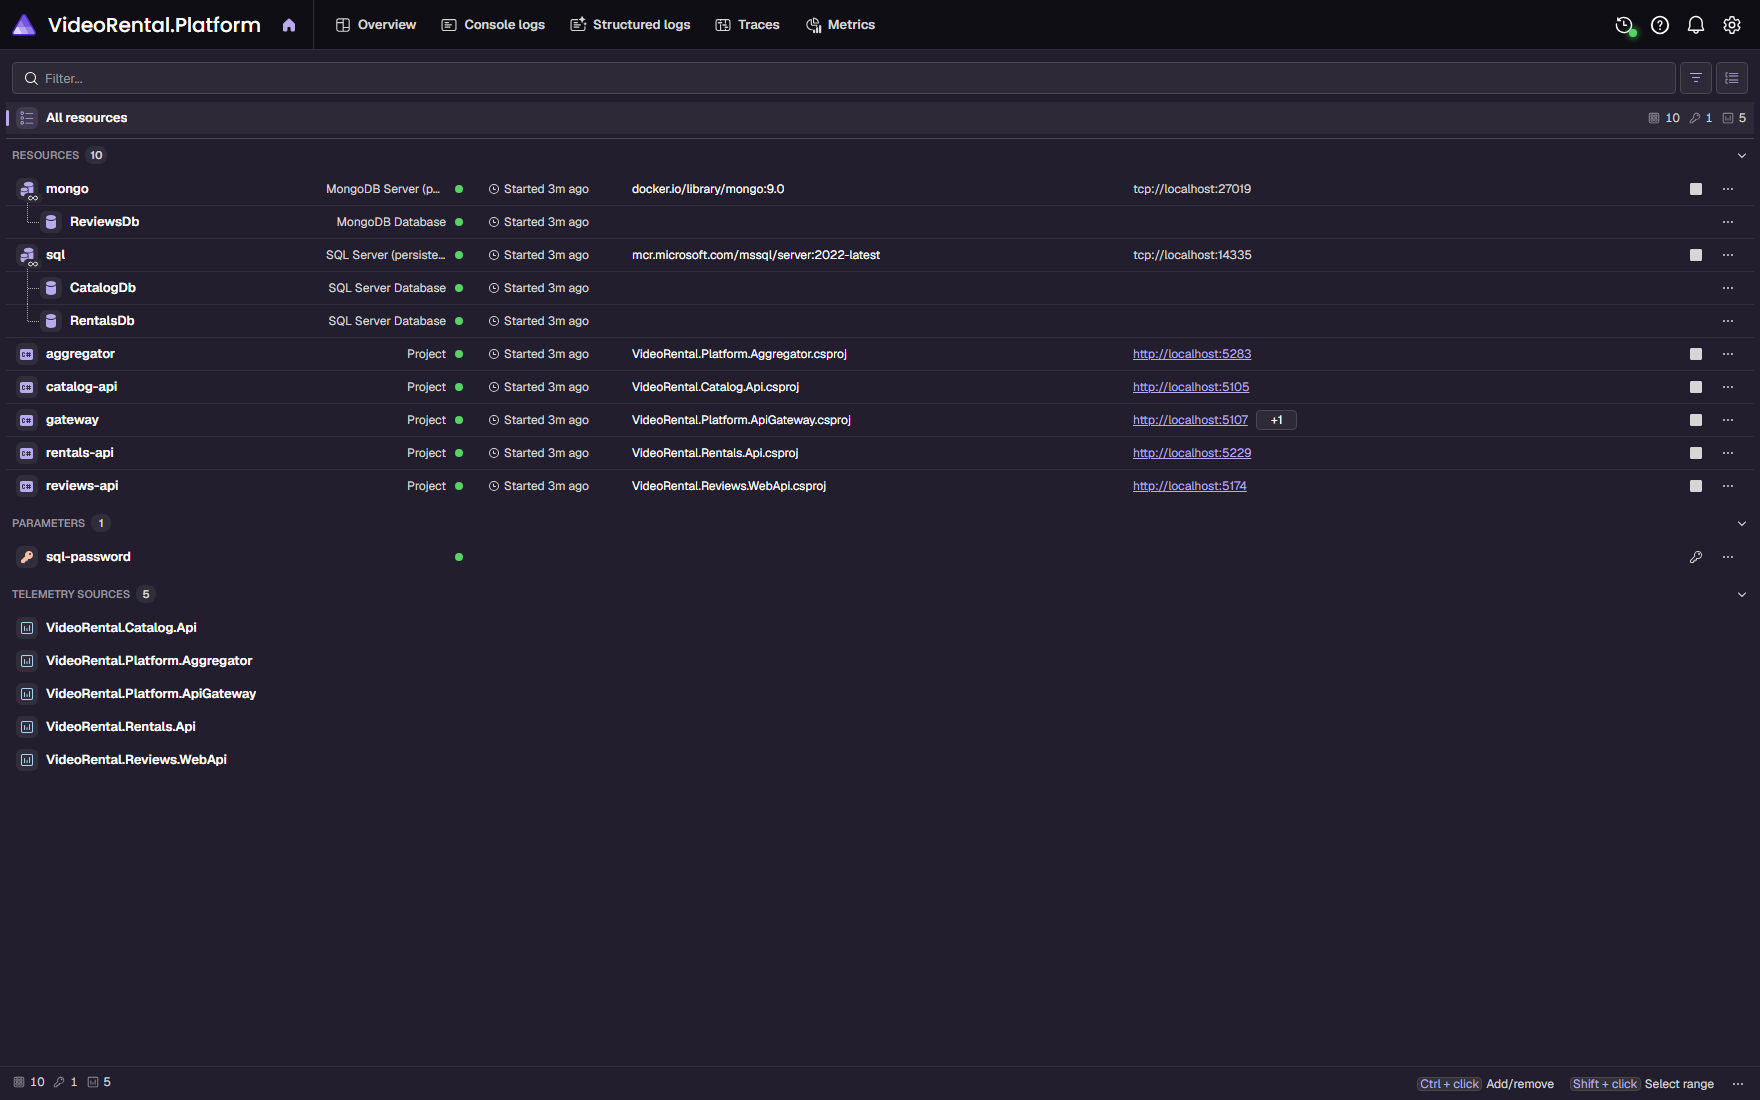 VideoRental.Platform Overview Console logs Structured logs Traces Metrics
Filter...
All resources 10 1 5
RESOURCES 10
mongo MongoDB Server (p... Started 3m ago docker.io/library/mongo:9.0 tcp://localhost:27019
ReviewsDb MongoDB Database Started 3m ago
sql SQL Server (persiste... Started 3m ago mcr.microsoft.com/mssql/server:2022-latest tcp://localhost:14335
CatalogDb SQL Server Database Started 3m ago
RentalsDb SQL Server Database Started 3m ago
C# aggregator Project Started 3m ago VideoRental.Platform.Aggregator.csproj http://localhost:5283
C# catalog-api Project Started 3m ago VideoRental.Catalog.Api.csproj http://localhost:5105
C# gateway Project Started 3m ago VideoRental.Platform.ApiGateway.csproj http://localhost:5107 +1
C# rentals-api Project Started 3m ago VideoRental.Rentals.Api.csproj http://localhost:5229
C# reviews-api Project Started 3m ago VideoRental.Reviews.WebApi.csproj http://localhost:5174
PARAMETERS 1
sql-password
TELEMETRY SOURCES 5
VideoRental.Catalog.Api
VideoRental.Platform.Aggregator
VideoRental.Platform.ApiGateway
VideoRental.Rentals.Api
VideoRental.Reviews.WebApi
10 1 5 Ctrl + click Add/remove Shift + click Select range